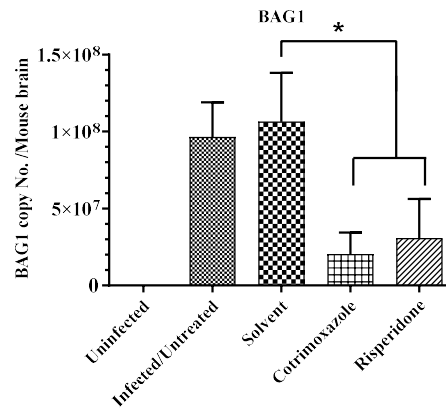 BAG1
*
BAG1 copy No. /Mouse brain
1.5×10⁸
1×10⁸
5×10⁷
0
Uninfected
Infected/Untreated
Solvent
Cotrimoxazole
Risperidone